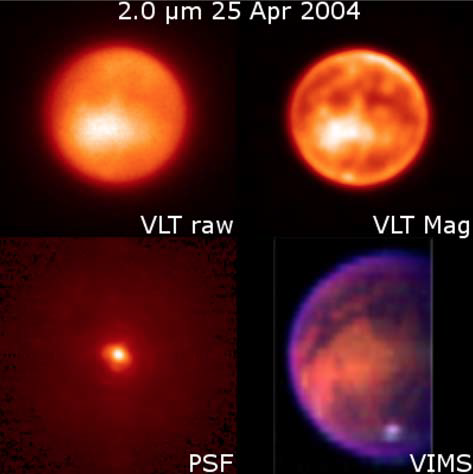 2.0 µm 25 Apr 2004
VLT raw
VLT Mag
PSF
VIMS